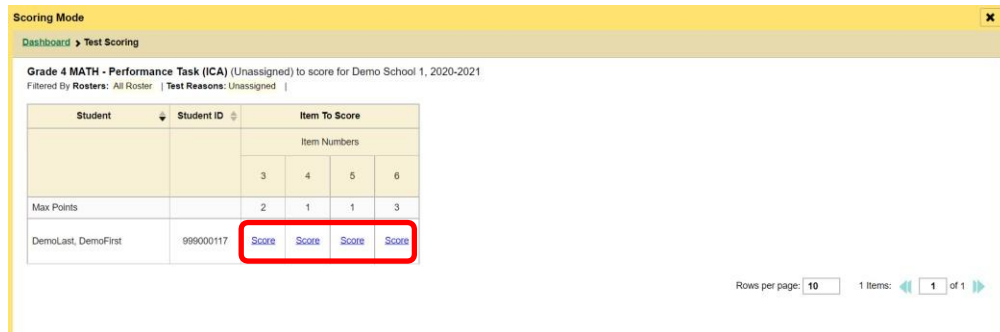 Scoring Mode
Dashboard > Test Scoring
Grade 4 MATH - Performance Task (ICA) (Unassigned) to score for Demo School 1, 2020-2021
Filtered By Rosters: All Roster | Test Reasons: Unassigned |
Student Student ID Item To Score
Item Numbers
3 4 5 6
Max Points 2 1 1 3
DemoLast, DemoFirst 999000117 Score Score Score Score
Rows per page: 10 1 Items: 1 of 1